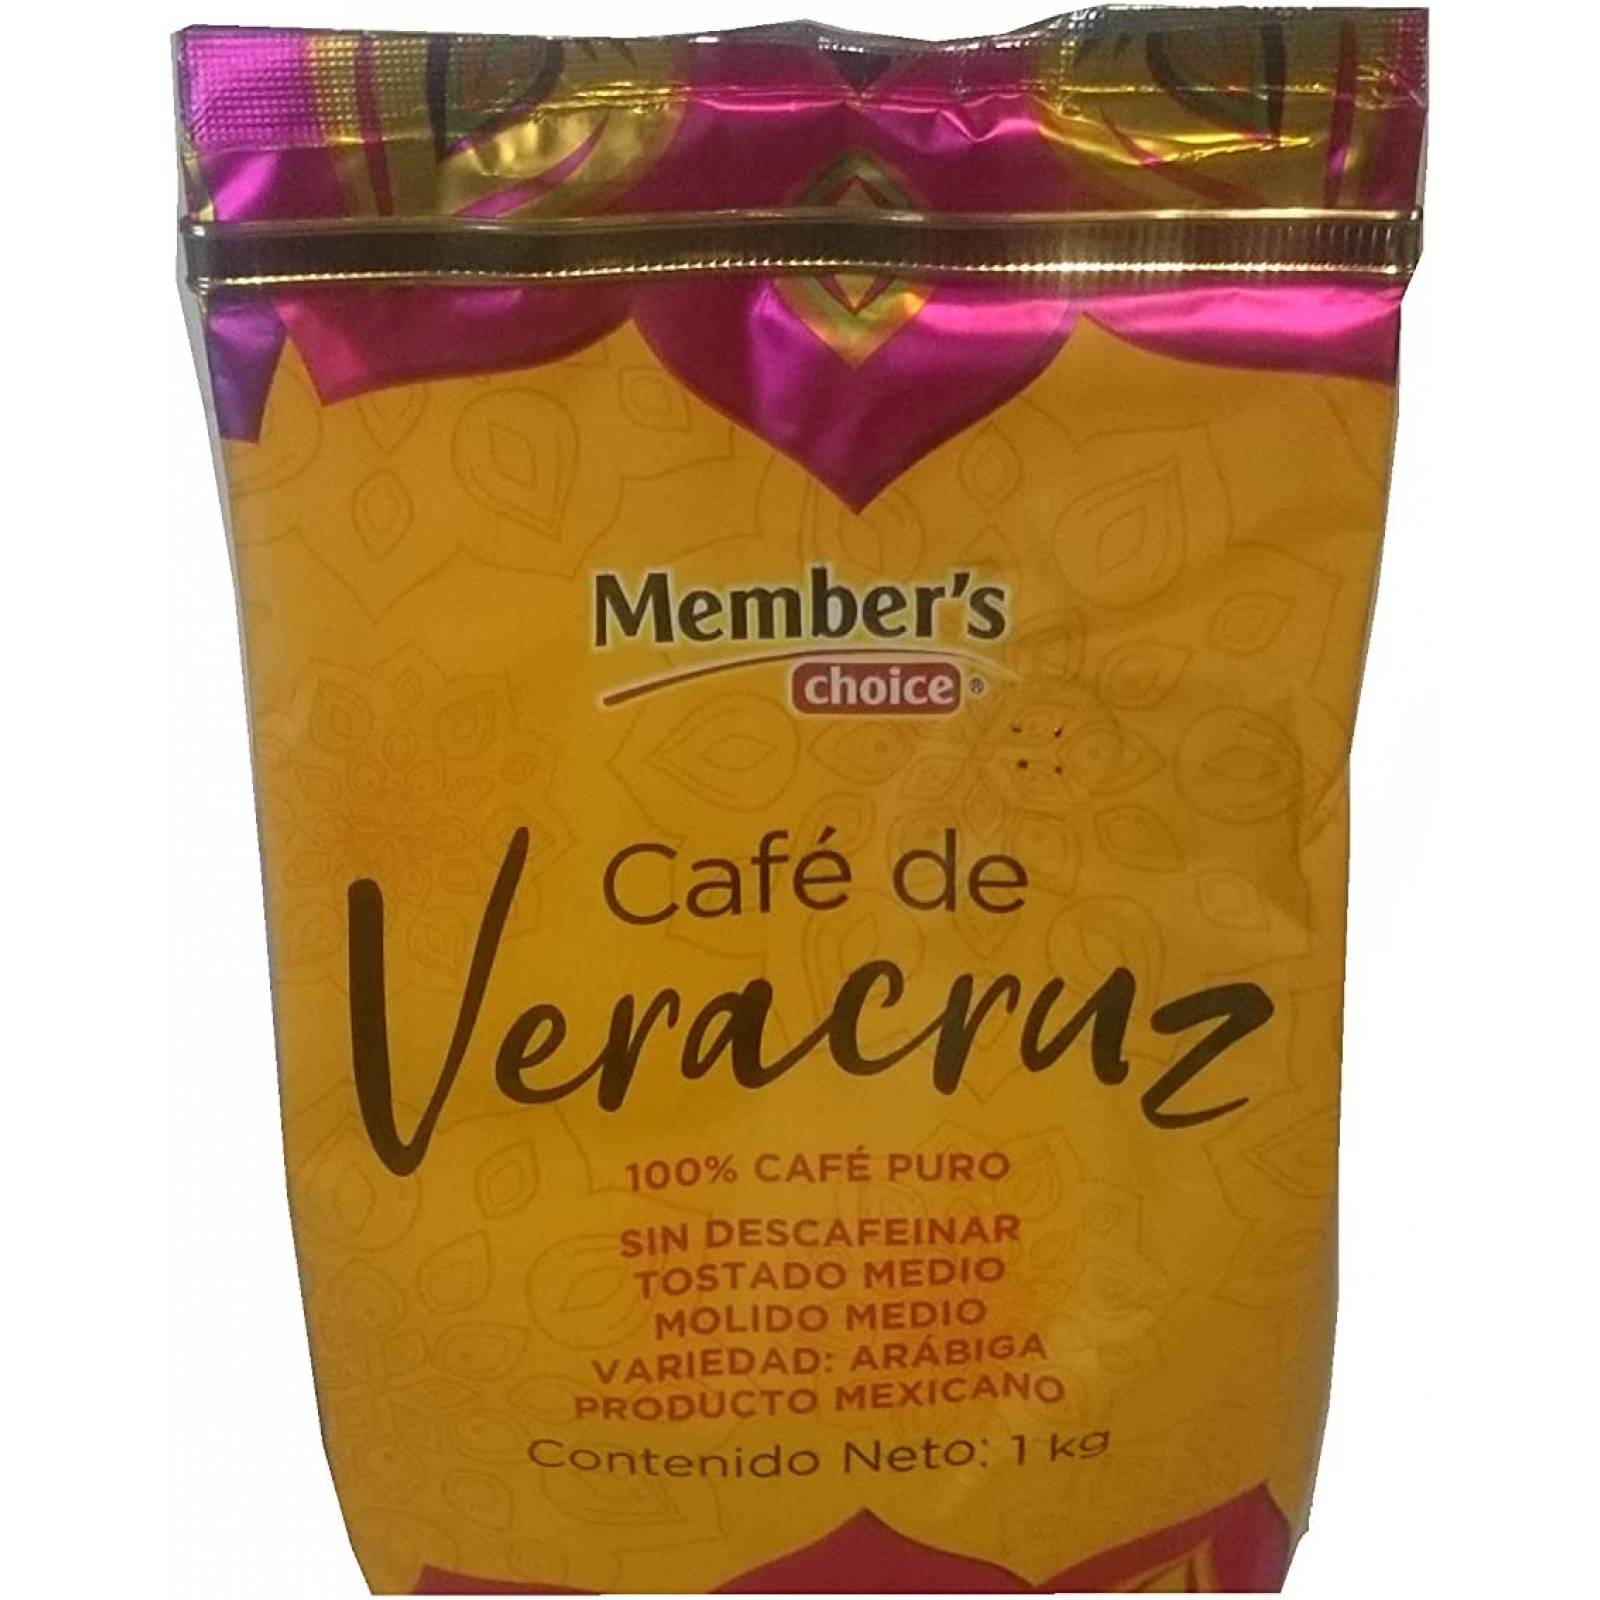 Member's
choice ®
Café de
Veracruz
100% CAFÉ PURO
SIN DESCAFEINAR
TOSTADO MEDIO
MOLIDO MEDIO
VARIEDAD: ARÁBIGA
PRODUCTO MEXICANO
Contenido Neto: 1 kg